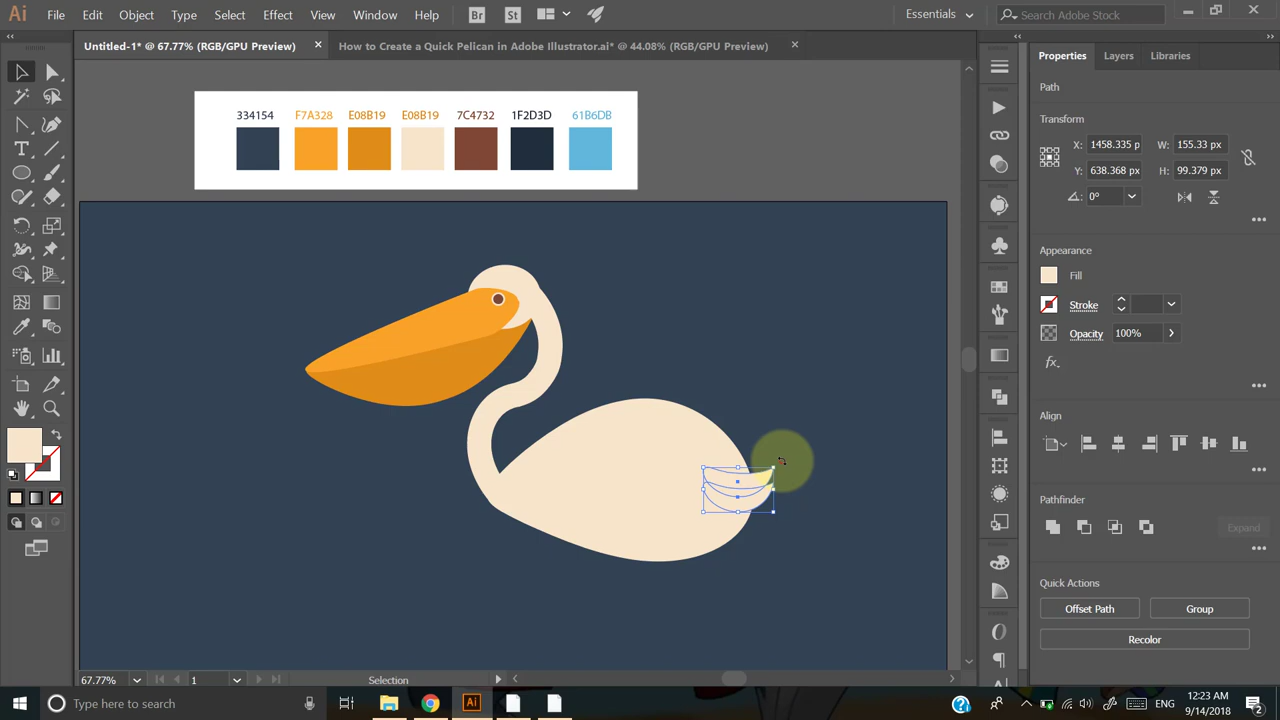 Ai File Edit Object Type Select Effect View Window Help Br St Essentials Search Adobe Stock
Untitled-1* @ 67.77% (RGB/GPU Preview) How to Create a Quick Pelican in Adobe Illustrator.ai* @ 44.08% (RGB/GPU Preview)
Properties Layers Libraries
Path
334154 F7A328 E08B19 E08B19 7C4732 1F2D3D 61B6DB
Transform
X: 1458.335 p W: 155.33 px
Y: 638.368 px H: 99.379 px
0°
Appearance
Fill
Stroke
Opacity 100%
fx.
Align
Pathfinder
Expand
Quick Actions
Offset Path Group
Recolor
67.77% 1 Selection
Type here to search Ai ENG 12:23 AM
9/14/2018 2